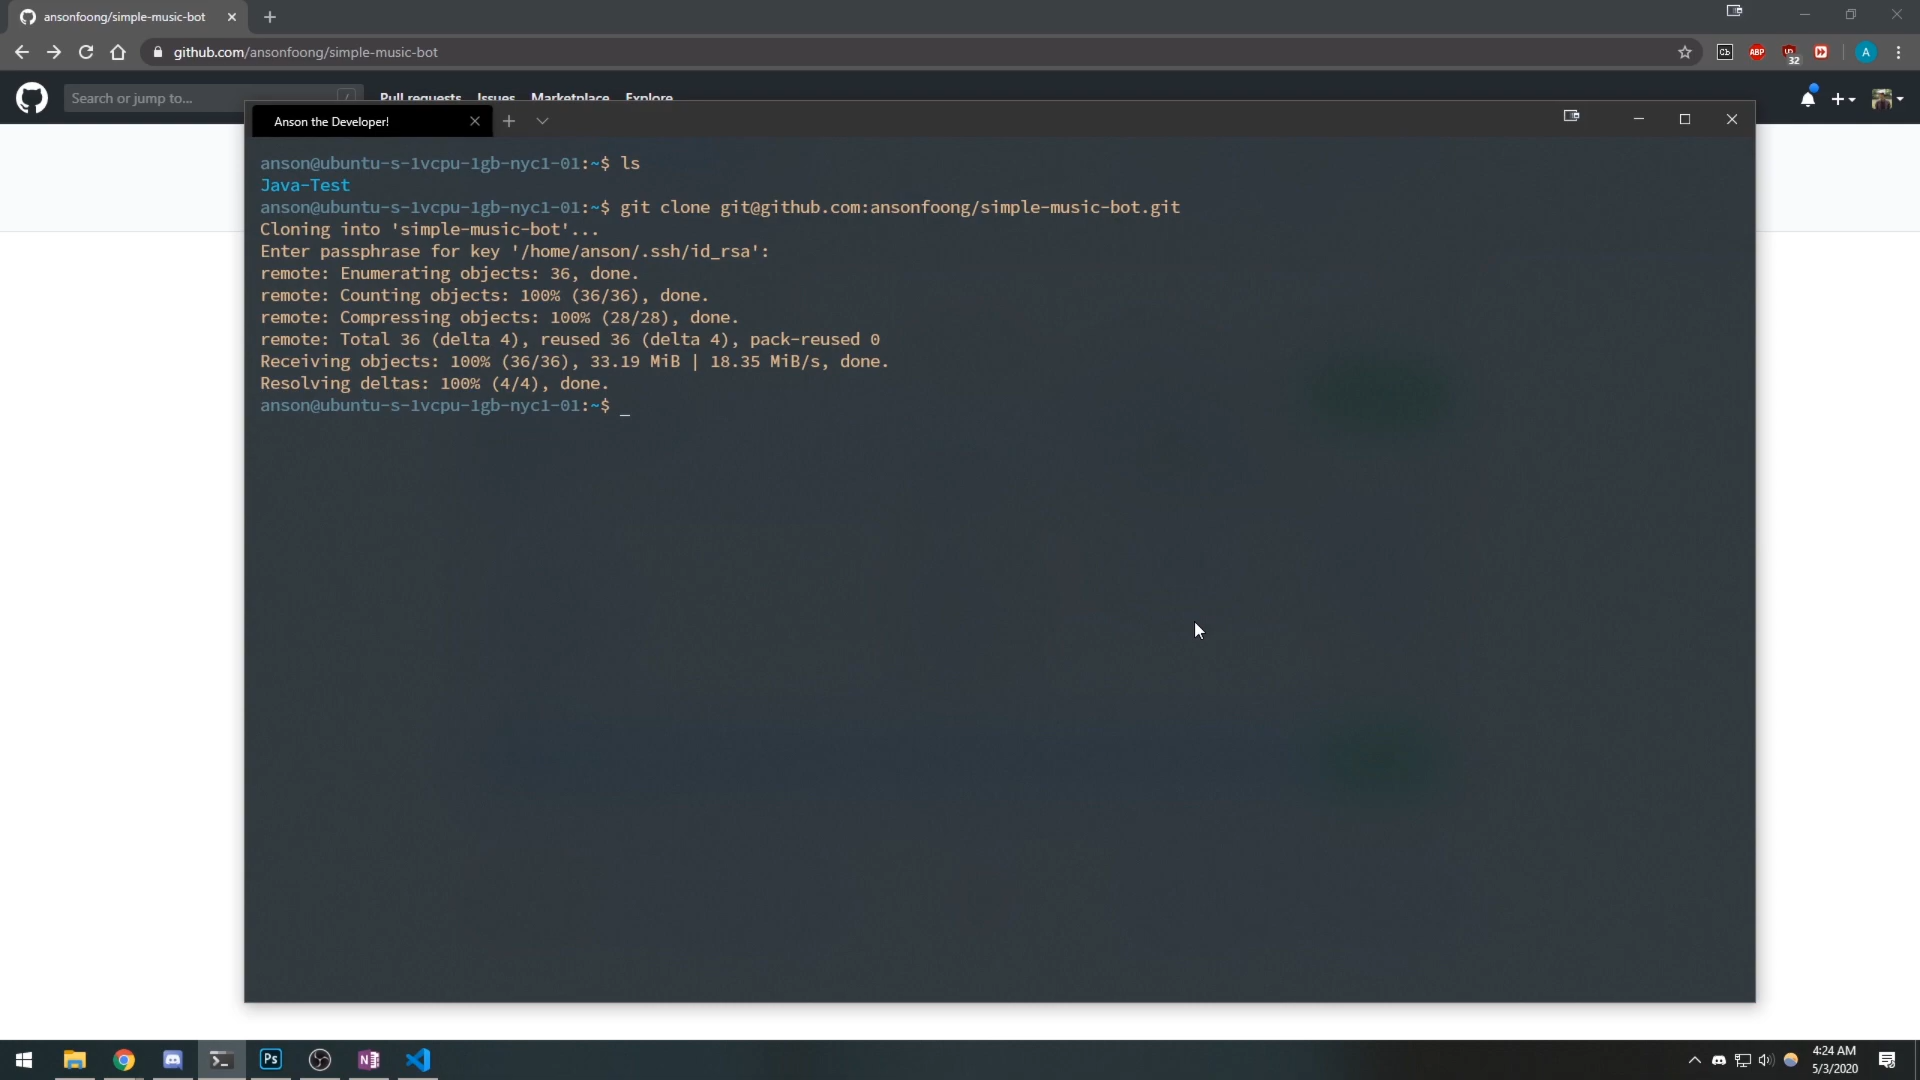 ansonfoong/simple-music-bot
github.com/ansonfoong/simple-music-bot
Cb
ABP
32
A
Search or jump to...
/
Pull requests Issues Marketplace Explore
Anson the Developer!
anson@ubuntu-s-1vcpu-1gb-nyc1-01:~$ ls
Java-Test
anson@ubuntu-s-1vcpu-1gb-nyc1-01:~$ git clone git@github.com:ansonfoong/simple-music-bot.git
Cloning into 'simple-music-bot'...
Enter passphrase for key '/home/anson/.ssh/id_rsa':
remote: Enumerating objects: 36, done.
remote: Counting objects: 100% (36/36), done.
remote: Compressing objects: 100% (28/28), done.
remote: Total 36 (delta 4), reused 36 (delta 4), pack-reused 0
Receiving objects: 100% (36/36), 33.19 MiB | 18.35 MiB/s, done.
Resolving deltas: 100% (4/4), done.
anson@ubuntu-s-1vcpu-1gb-nyc1-01:~$ _
Ps
N
4:24 AM
5/3/2020